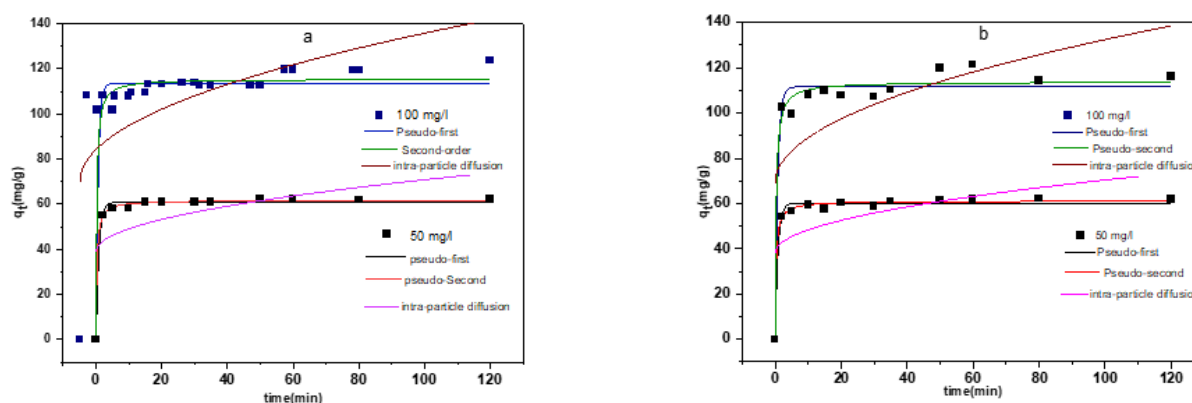 a
140
120
100
80
60
40
20
0
qt(mg/g)
100 mg/l
Pseudo-first
Second-order
intra-particle diffusion
50 mg/l
pseudo-first
pseudo-Second
intra-particle diffusion
0 20 40 60 80 100 120
time(min)
b
140
120
100
80
60
40
20
0
qt(mg/g)
100 mg/l
Pseudo-first
Pseudo-second
intra-particle diffusion
50 mg/l
Pseudo-first
Pseudo-second
intra-particle diffusion
0 20 40 60 80 100 120
time(min)